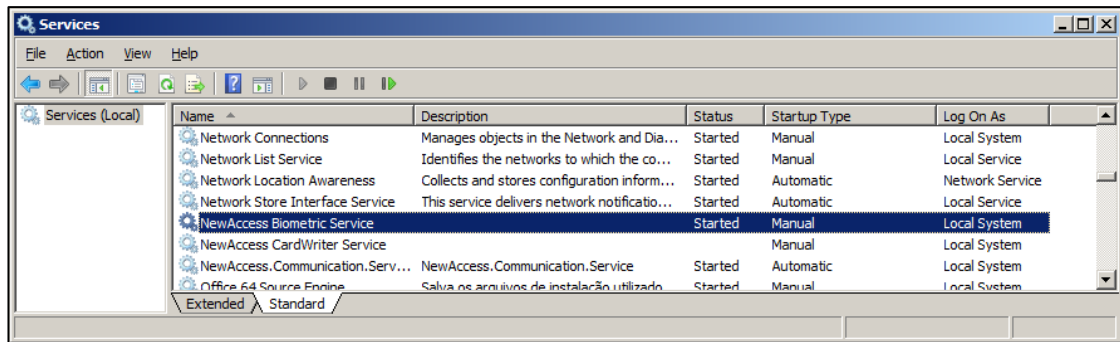 Services
File Action View Help
Services (Local)
Name Description Status Startup Type Log On As
Network Connections Manages objects in the Network and Dia... Started Manual Local System
Network List Service Identifies the networks to which the co... Started Manual Local Service
Network Location Awareness Collects and stores configuration inform... Started Automatic Network Service
Network Store Interface Service This service delivers network notificatio... Started Automatic Local Service
NewAccess Biometric Service Started Manual Local System
NewAccess CardWriter Service Manual Local System
NewAccess.Communication.Serv... NewAccess.Communication.Service Started Automatic Local System
Office 64 Source Engine Salva os arquivos de instalação utilizado Started Manual Local System
Extended Standard